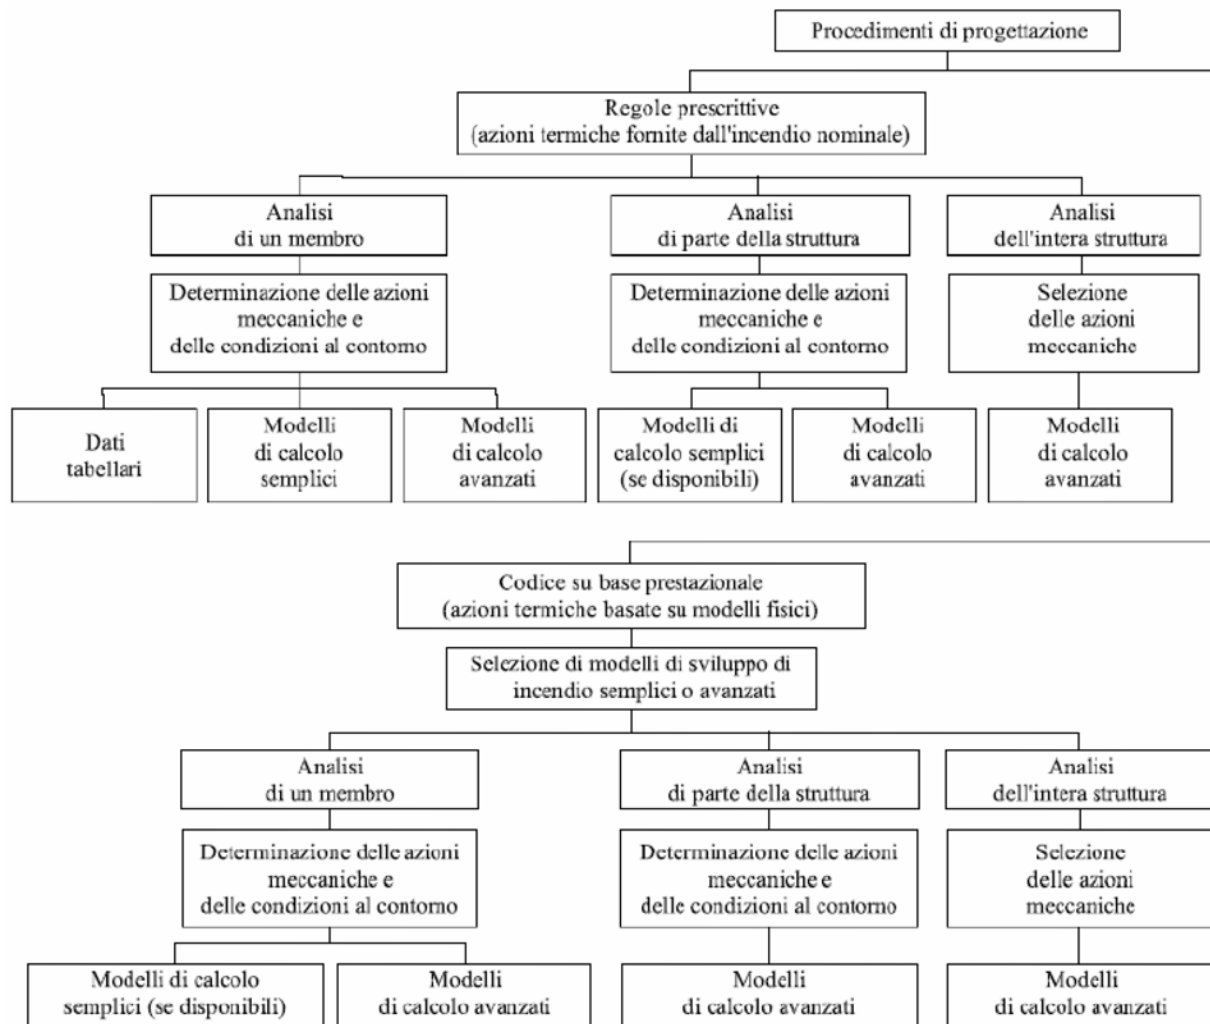 Procedimenti di progettazione
Regole prescrittive
(azioni termiche fornite dall'incendio nominale)
Analisi
di un membro
Analisi
di parte della struttura
Analisi
dell'intera struttura
Determinazione delle azioni
meccaniche e
delle condizioni al contorno
Determinazione delle azioni
meccaniche e
delle condizioni al contorno
Selezione
delle azioni
meccaniche
Dati
tabellari
Modelli
di calcolo
semplici
Modelli
di calcolo
avanzati
Modelli di
calcolo semplici
(se disponibili)
Modelli
di calcolo
avanzati
Modelli
di calcolo
avanzati
Codice su base prestazionale
(azioni termiche basate su modelli fisici)
Selezione di modelli di sviluppo di
incendio semplici o avanzati
Analisi
di un membro
Analisi
di parte della struttura
Analisi
dell'intera struttura
Determinazione delle azioni
meccaniche e
delle condizioni al contorno
Determinazione delle azioni
meccaniche e
delle condizioni al contorno
Selezione
delle azioni
meccaniche
Modelli di calcolo
semplici (se disponibili)
Modelli
di calcolo avanzati
Modelli
di calcolo avanzati
Modelli
di calcolo avanzati